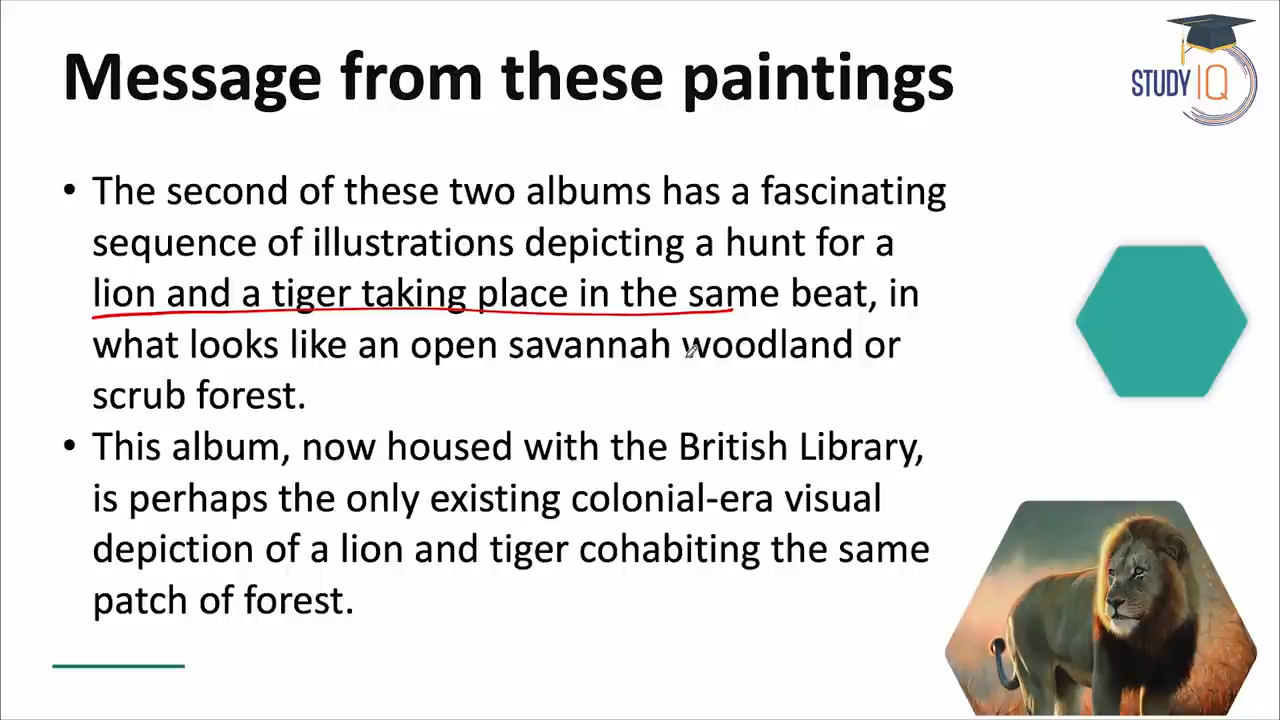 Message from these paintings
STUDY IQ
• The second of these two albums has a fascinating
sequence of illustrations depicting a hunt for a
lion and a tiger taking place in the same beat, in
what looks like an open savannah woodland or
scrub forest.
• This album, now housed with the British Library,
is perhaps the only existing colonial-era visual
depiction of a lion and tiger cohabiting the same
patch of forest.